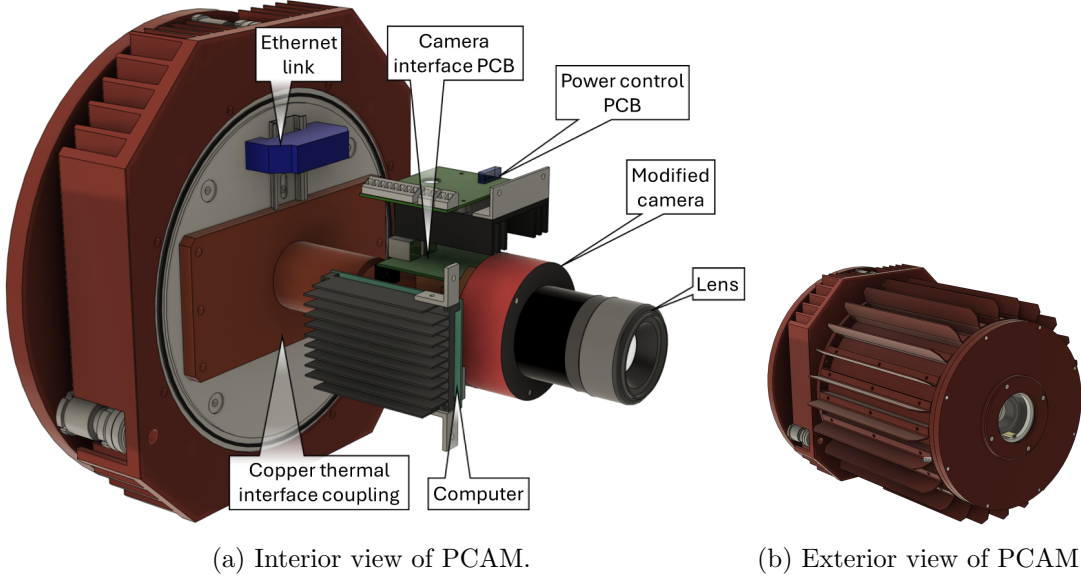 Ethernet
link
Camera
interface PCB
Power control
PCB
Modified
camera
Lens
Copper thermal
interface coupling
Computer
(a) Interior view of PCAM.
(b) Exterior view of PCAM